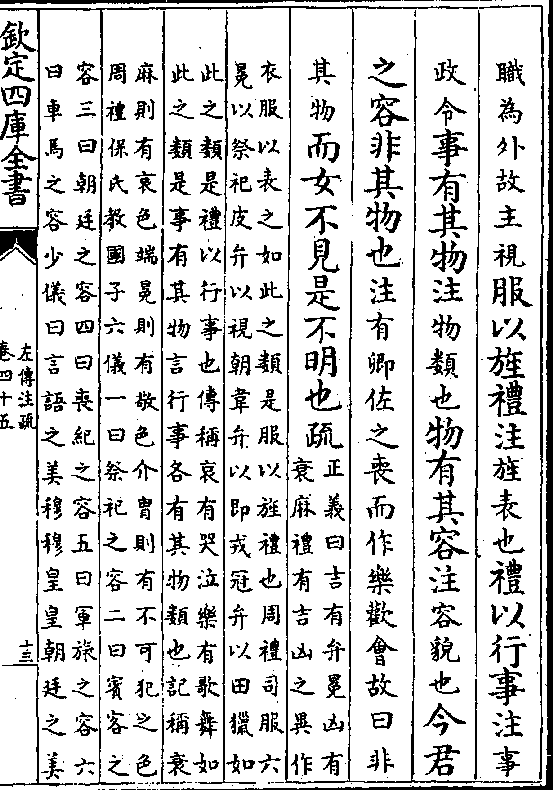 職為外故主視服以旌禮注旌表也禮以行事注事
政令事有其物注物類也物有其容注容貌也今君
之容非其物也注有卿佐之喪而作樂歡會故曰非
其物而女不見是不明也疏
正義曰吉有弁冕凶有
衰麻禮有吉凶之異作
衣服以表之如此之類是服以旌禮也周禮司服六
冕以祭祀皮弁以視朝韋弁以即戎冠弁以田獵如
此之類是禮以行事也傳稱哀有哭泣樂有歌舞如
此之類是事有其物言行事各有其物類也記稱衰
麻則有哀色端冕則有敬色介胄則有不可犯之色
周禮保氏教國子六儀一曰祭祀之容二曰賓客之
容三曰朝廷之容四曰喪紀之容五曰軍旅之容六
曰車馬之容少儀曰言語之美穆穆皇皇朝廷之美
欽定四庫全書
左傳注疏
卷四十五
十三